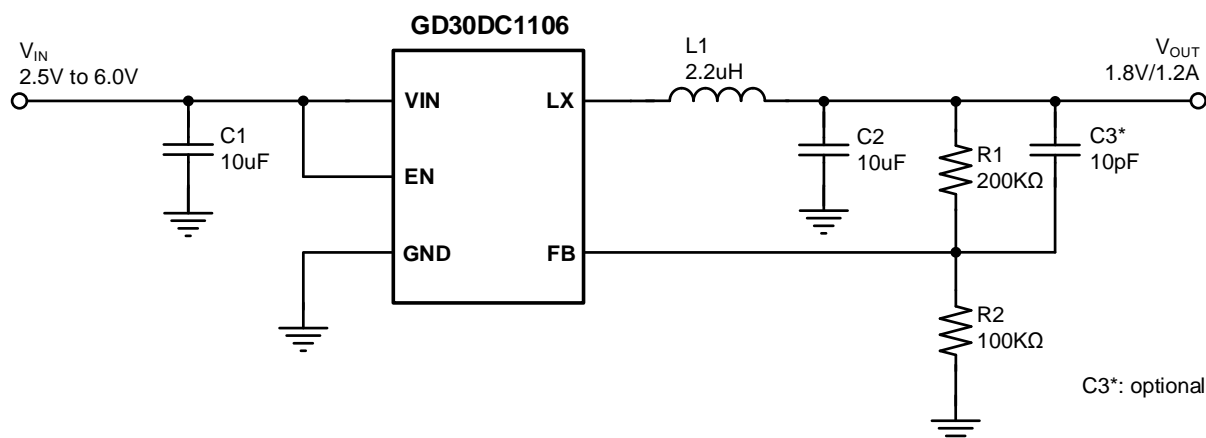 GD30DC1106
VIN
2.5V to 6.0V
L1
2.2uH
VOUT
1.8V/1.2A
VIN
LX
C1
10uF
EN
C2
10uF
R1
200KΩ
C3*
10pF
GND
FB
R2
100KΩ
C3*: optional